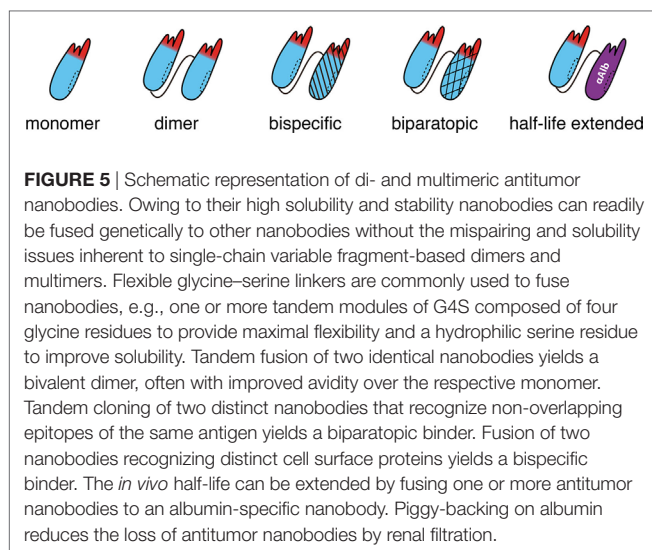 αAlb
monomer dimer bispecific biparatopic half-life extended
FIGURE 5 | Schematic representation of di- and multimeric antitumor
nanobodies. Owing to their high solubility and stability nanobodies can readily
be fused genetically to other nanobodies without the mispairing and solubility
issues inherent to single-chain variable fragment-based dimers and
multimers. Flexible glycine–serine linkers are commonly used to fuse
nanobodies, e.g., one or more tandem modules of G4S composed of four
glycine residues to provide maximal flexibility and a hydrophilic serine residue
to improve solubility. Tandem fusion of two identical nanobodies yields a
bivalent dimer, often with improved avidity over the respective monomer.
Tandem cloning of two distinct nanobodies that recognize non-overlapping
epitopes of the same antigen yields a biparatopic binder. Fusion of two
nanobodies recognizing distinct cell surface proteins yields a bispecific
binder. The in vivo half-life can be extended by fusing one or more antitumor
nanobodies to an albumin-specific nanobody. Piggy-backing on albumin
reduces the loss of antitumor nanobodies by renal filtration.